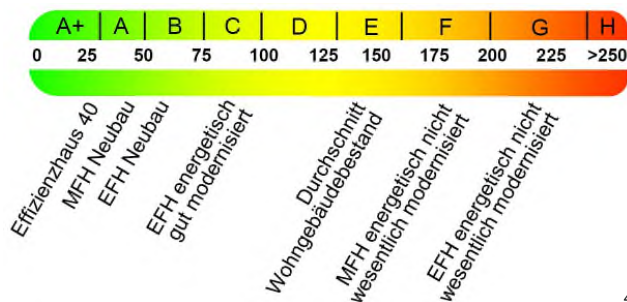 A+ A B C D E F G H
0 25 50 75 100 125 150 175 200 225 >250
Effizienzhaus 40
MFH Neubau
EFH Neubau
EFH energetisch
gut modernisiert
Durchschnitt
Wohngebäudebestand
MFH energetisch nicht
wesentlich modernisiert
EFH energetisch nicht
wesentlich modernisiert